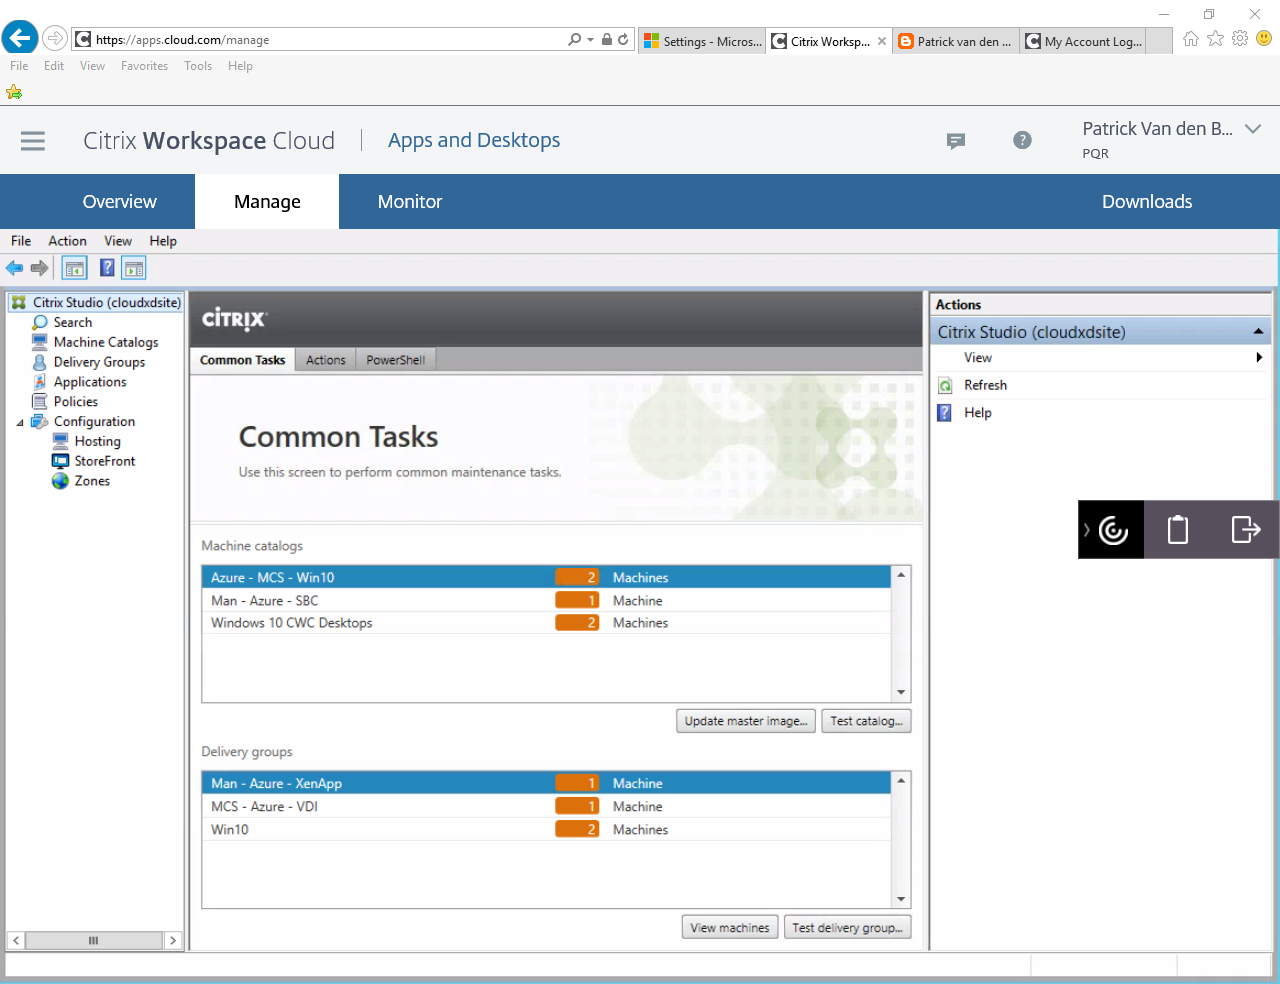 https://apps.cloud.com/manage
Settings - Micros...
Citrix Worksp...
Patrick van den ...
My Account Log...
File Edit View Favorites Tools Help
Citrix Workspace Cloud
Apps and Desktops
Patrick Van den B...
PQR
Overview
Manage
Monitor
Downloads
File Action View Help
Citrix Studio (cloudxdsite)
Search
Machine Catalogs
Delivery Groups
Applications
Policies
Configuration
Hosting
StoreFront
Zones
CITRIX
Common Tasks
Actions
PowerShell
Common Tasks
Use this screen to perform common maintenance tasks.
Machine catalogs
Azure - MCS - Win10 2 Machines
Man - Azure - SBC 1 Machine
Windows 10 CWC Desktops 2 Machines
Update master image...
Test catalog...
Delivery groups
Man - Azure - XenApp 1 Machine
MCS - Azure - VDI 1 Machine
Win10 2 Machines
View machines
Test delivery group...
Actions
Citrix Studio (cloudxdsite)
View
Refresh
Help